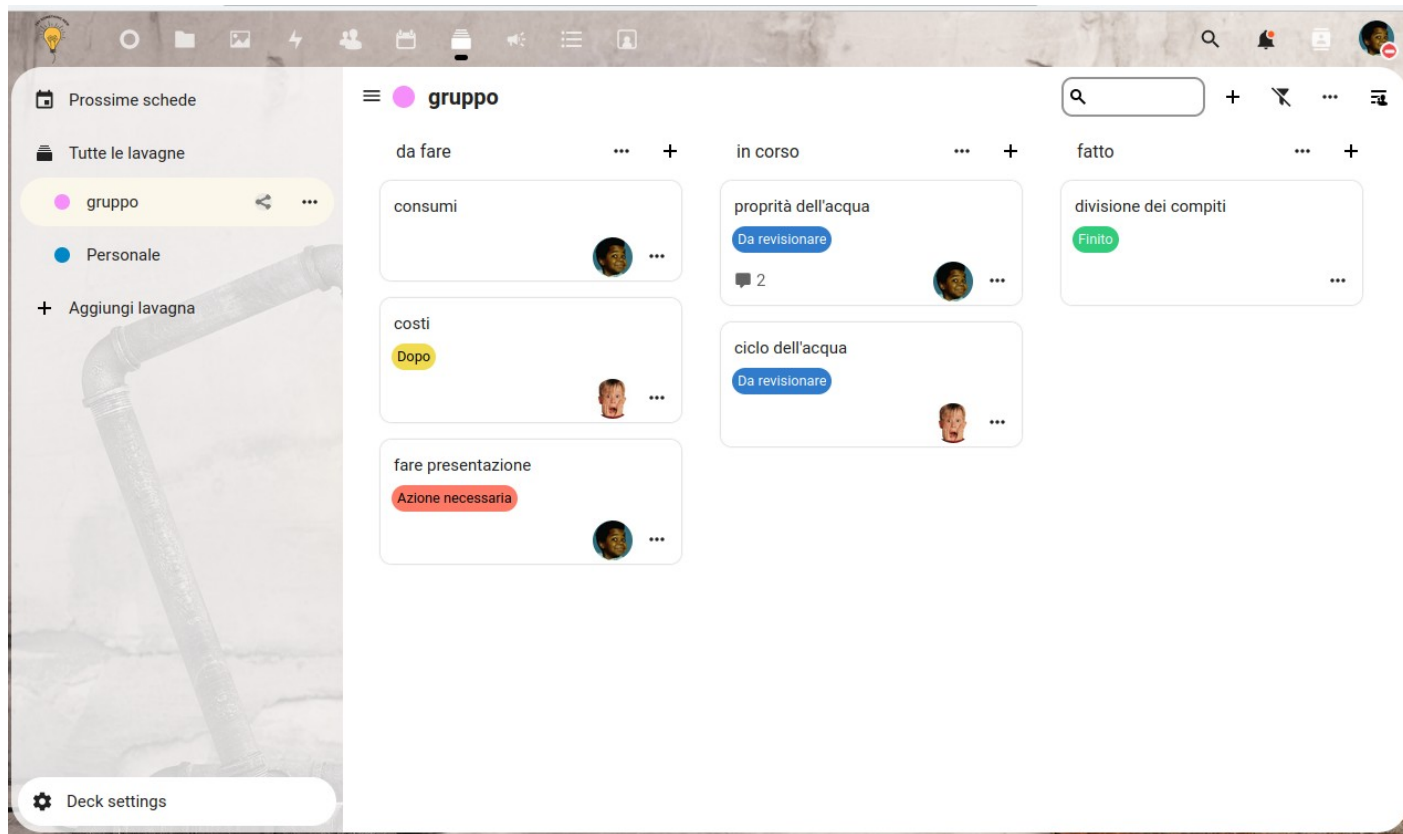 Prossime schede
Tutte le lavagne
gruppo
Personale
Aggiungi lavagna
Deck settings
gruppo
da fare
consumi
costi
Dopo
fare presentazione
Azione necessaria
in corso
proprità dell'acqua
Da revisionare
2
ciclo dell'acqua
Da revisionare
fatto
divisione dei compiti
Finito